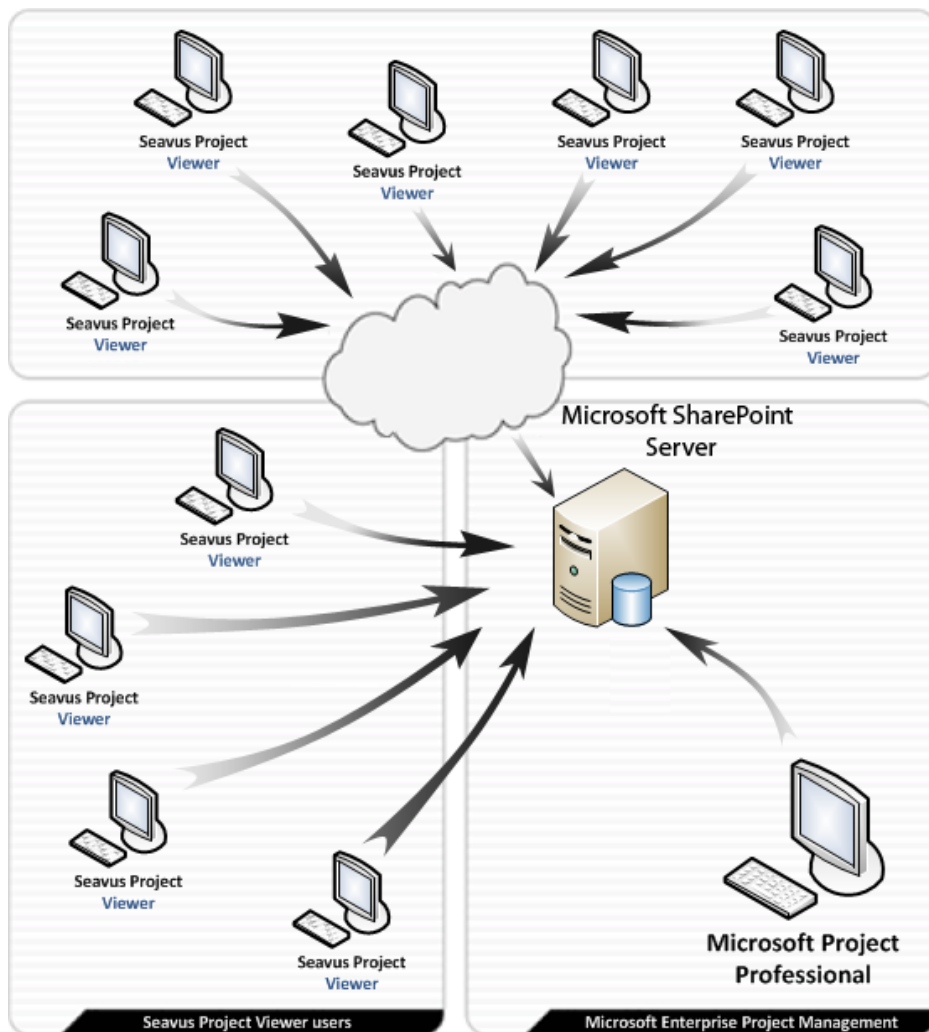 Seavus Project
Viewer
Seavus Project
Viewer
Seavus Project
Viewer
Seavus Project
Viewer
Seavus Project
Viewer
Seavus Project
Viewer
Microsoft SharePoint
Server
Seavus Project
Viewer
Seavus Project
Viewer
Seavus Project
Viewer
Seavus Project
Viewer
Microsoft Project
Professional
Seavus Project Viewer users
Microsoft Enterprise Project Management